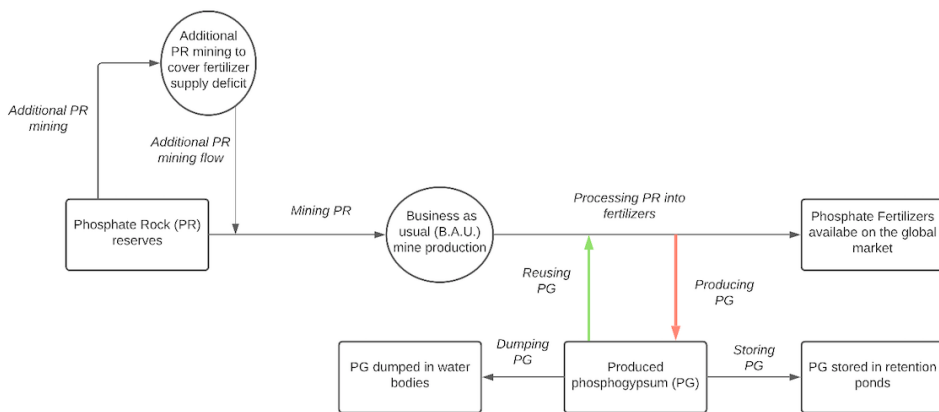 Additional
PR mining to
cover fertilizer
supply deficit
Additional PR
mining
Additional PR
mining flow
Phosphate Rock (PR)
reserves
Mining PR
Business as
usual (B.A.U.)
mine production
Processing PR into
fertilizers
Phosphate Fertilizers
availabe on the global
market
Reusing
PG
Producing
PG
PG dumped in water
bodies
Dumping
PG
Produced
phosphogypsum (PG)
Storing
PG
PG stored in retention
ponds